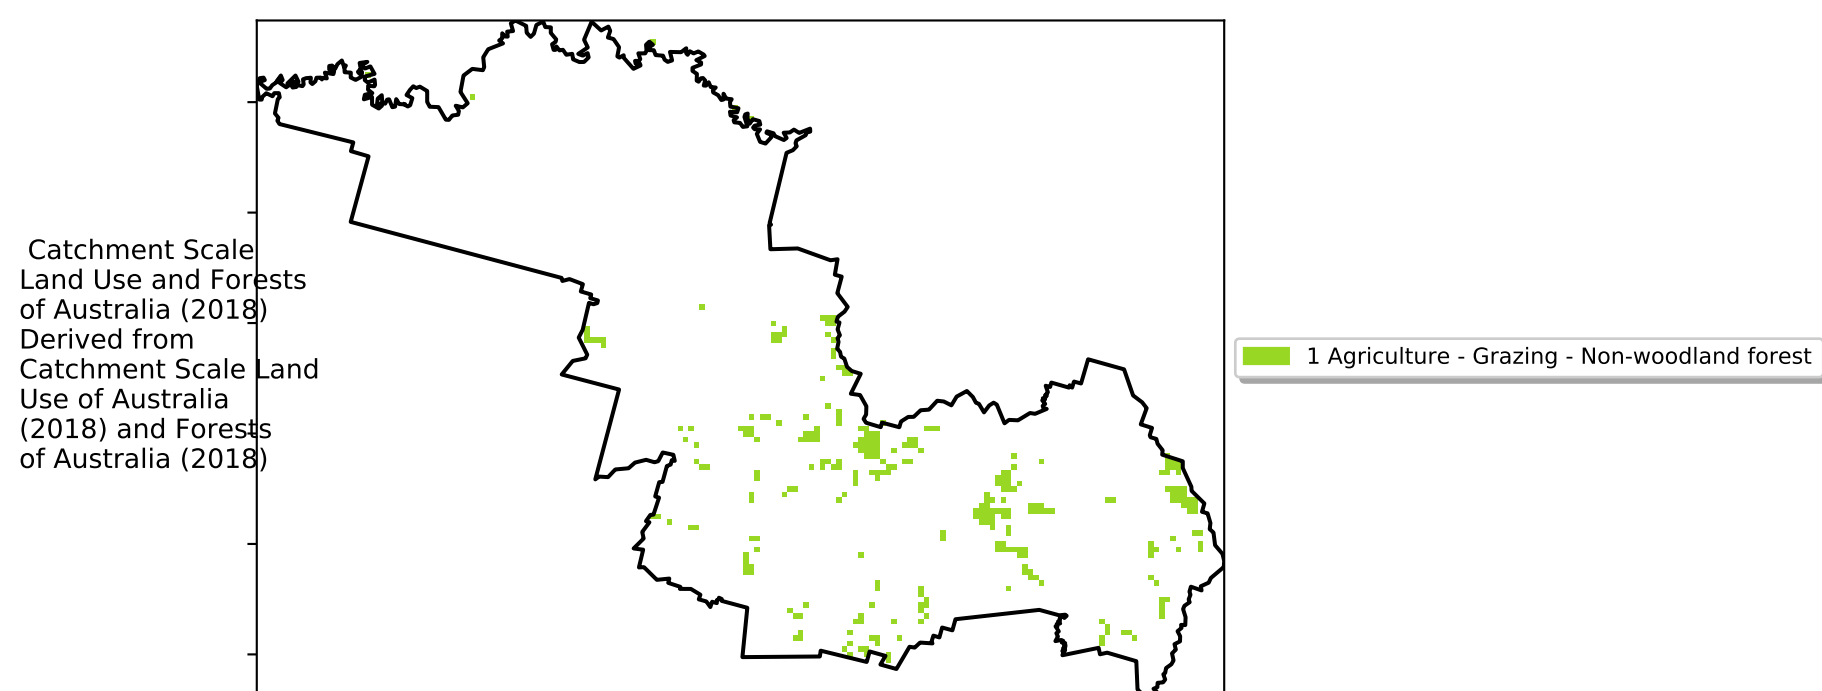 Catchment Scale
Land Use and Forests
of Australia (2018)
Derived from
Catchment Scale Land
Use of Australia
(2018) and Forests
of Australia (2018)
1 Agriculture - Grazing - Non-woodland forest